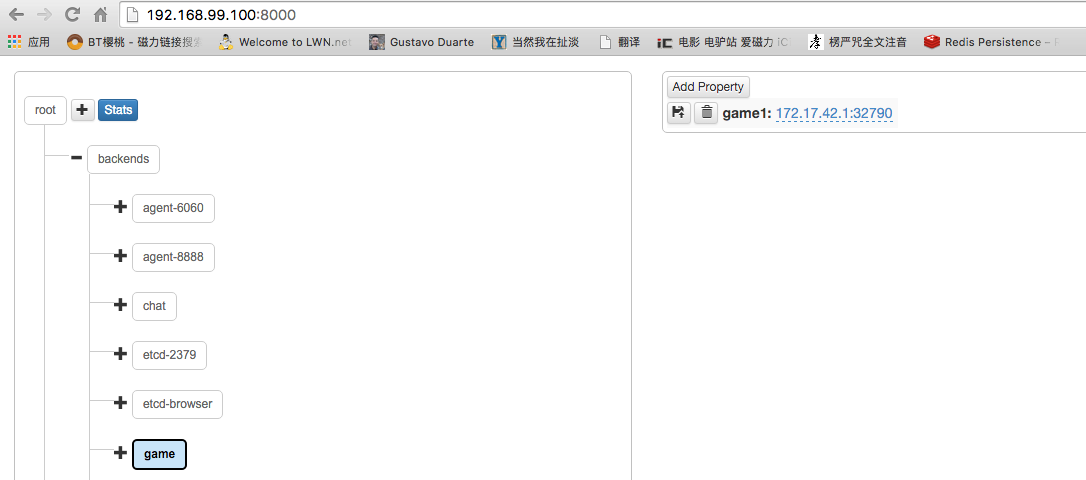 192.168.99.100:8000
应用
BT樱桃 - 磁力链接搜索
Welcome to LWN.net
Gustavo Duarte
当然我在扯淡
翻译
电影 电驴站 爱磁力 iC
楞严咒全文注音
Redis Persistence –
root
Stats
backends
agent-6060
agent-8888
chat
etcd-2379
etcd-browser
game
Add Property
game1: 172.17.42.1:32790